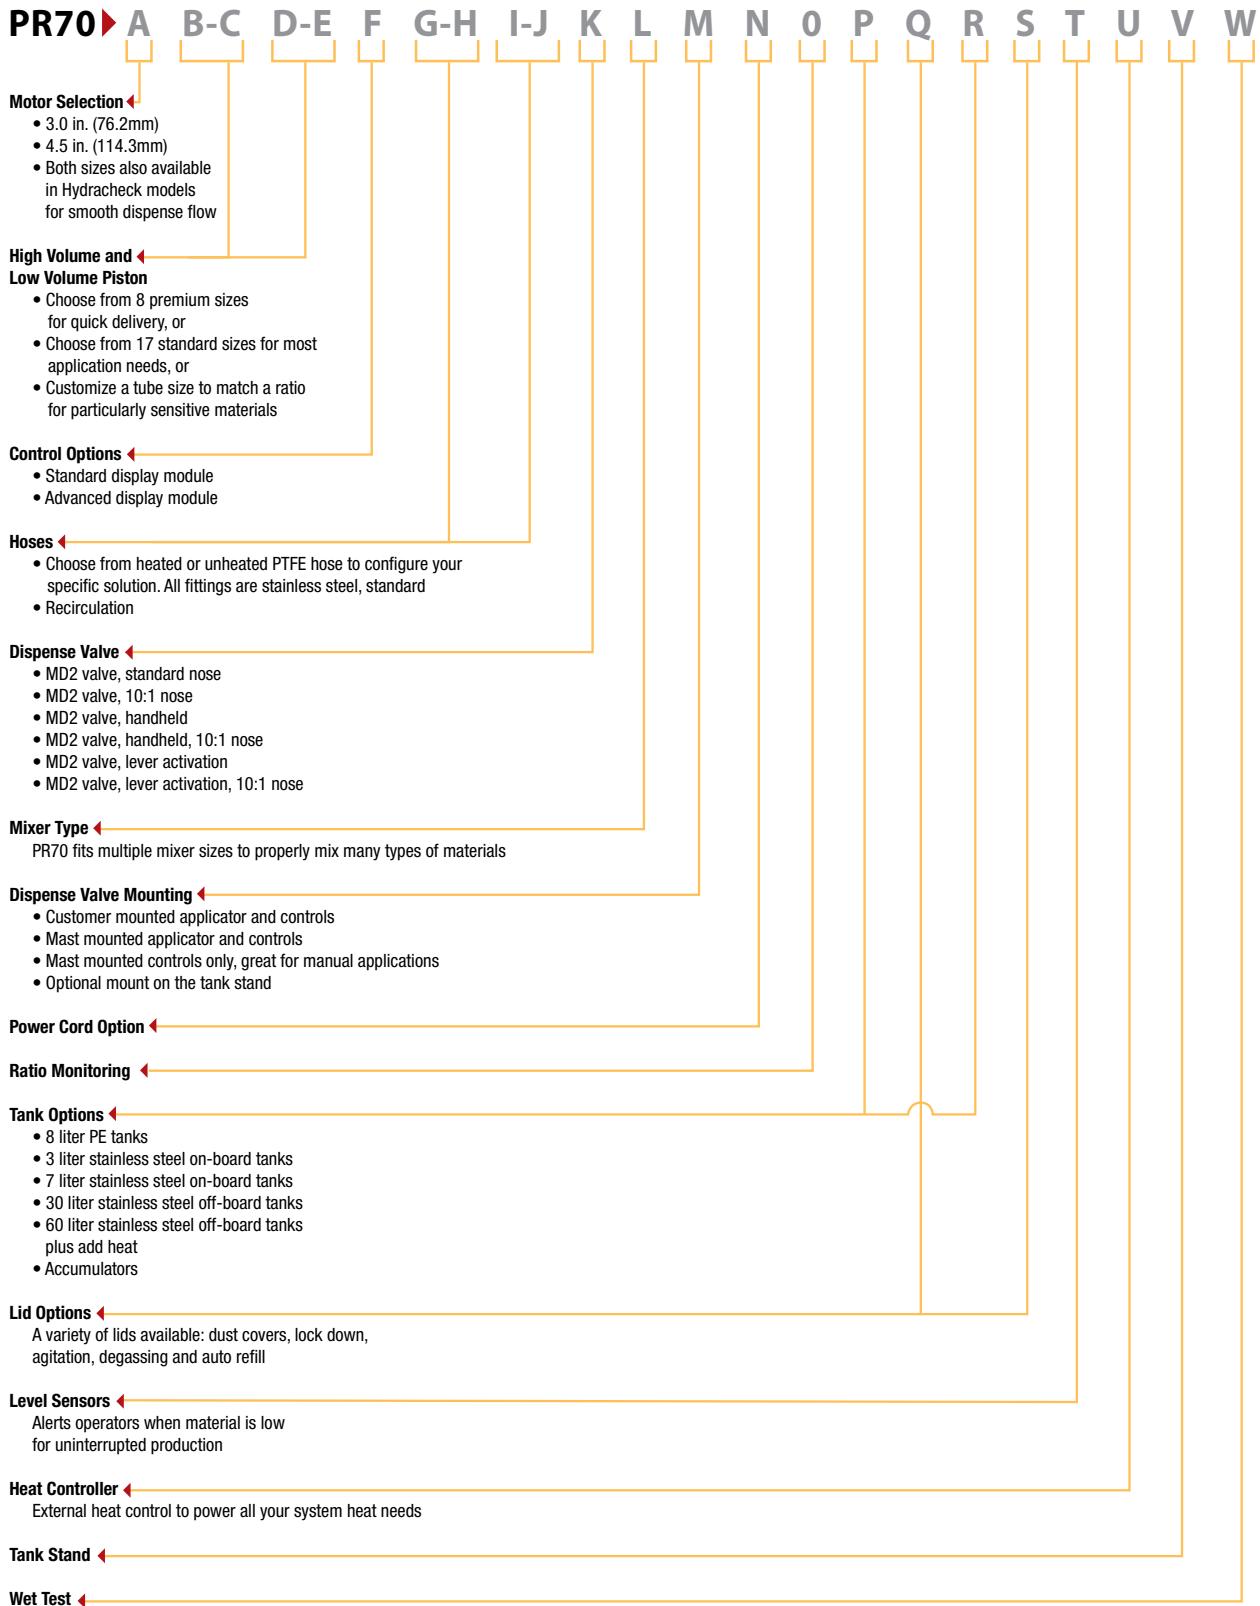 PR70 A B-C D-E F G-H I-J K L M N 0 P Q R S T U V W
Motor Selection
• 3.0 in. (76.2mm)
• 4.5 in. (114.3mm)
• Both sizes also available
in Hydracheck models
for smooth dispense flow
High Volume and
Low Volume Piston
• Choose from 8 premium sizes
for quick delivery, or
• Choose from 17 standard sizes for most
application needs, or
• Customize a tube size to match a ratio
for particularly sensitive materials
Control Options
• Standard display module
• Advanced display module
Hoses
• Choose from heated or unheated PTFE hose to configure your
specific solution. All fittings are stainless steel, standard
• Recirculation
Dispense Valve
• MD2 valve, standard nose
• MD2 valve, 10:1 nose
• MD2 valve, handheld
• MD2 valve, handheld, 10:1 nose
• MD2 valve, lever activation
• MD2 valve, lever activation, 10:1 nose
Mixer Type
PR70 fits multiple mixer sizes to properly mix many types of materials
Dispense Valve Mounting
• Customer mounted applicator and controls
• Mast mounted applicator and controls
• Mast mounted controls only, great for manual applications
• Optional mount on the tank stand
Power Cord Option
Ratio Monitoring
Tank Options
• 8 liter PE tanks
• 3 liter stainless steel on-board tanks
• 7 liter stainless steel on-board tanks
• 30 liter stainless steel off-board tanks
• 60 liter stainless steel off-board tanks
plus add heat
• Accumulators
Lid Options
A variety of lids available: dust covers, lock down,
agitation, degassing and auto refill
Level Sensors
Alerts operators when material is low
for uninterrupted production
Heat Controller
External heat control to power all your system heat needs
Tank Stand
Wet Test